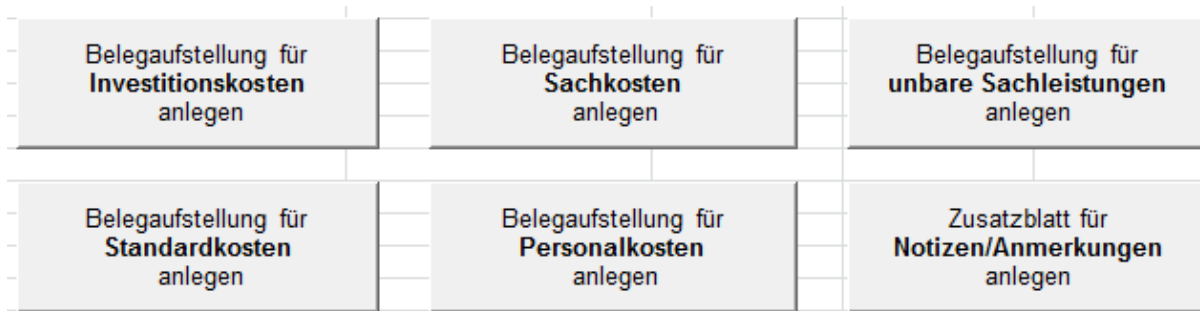 Belegaufstellung für
Investitionskosten
anlegen
Belegaufstellung für
Sachkosten
anlegen
Belegaufstellung für
unbare Sachleistungen
anlegen
Belegaufstellung für
Standardkosten
anlegen
Belegaufstellung für
Personalkosten
anlegen
Zusatzblatt für
Notizen/Anmerkungen
anlegen